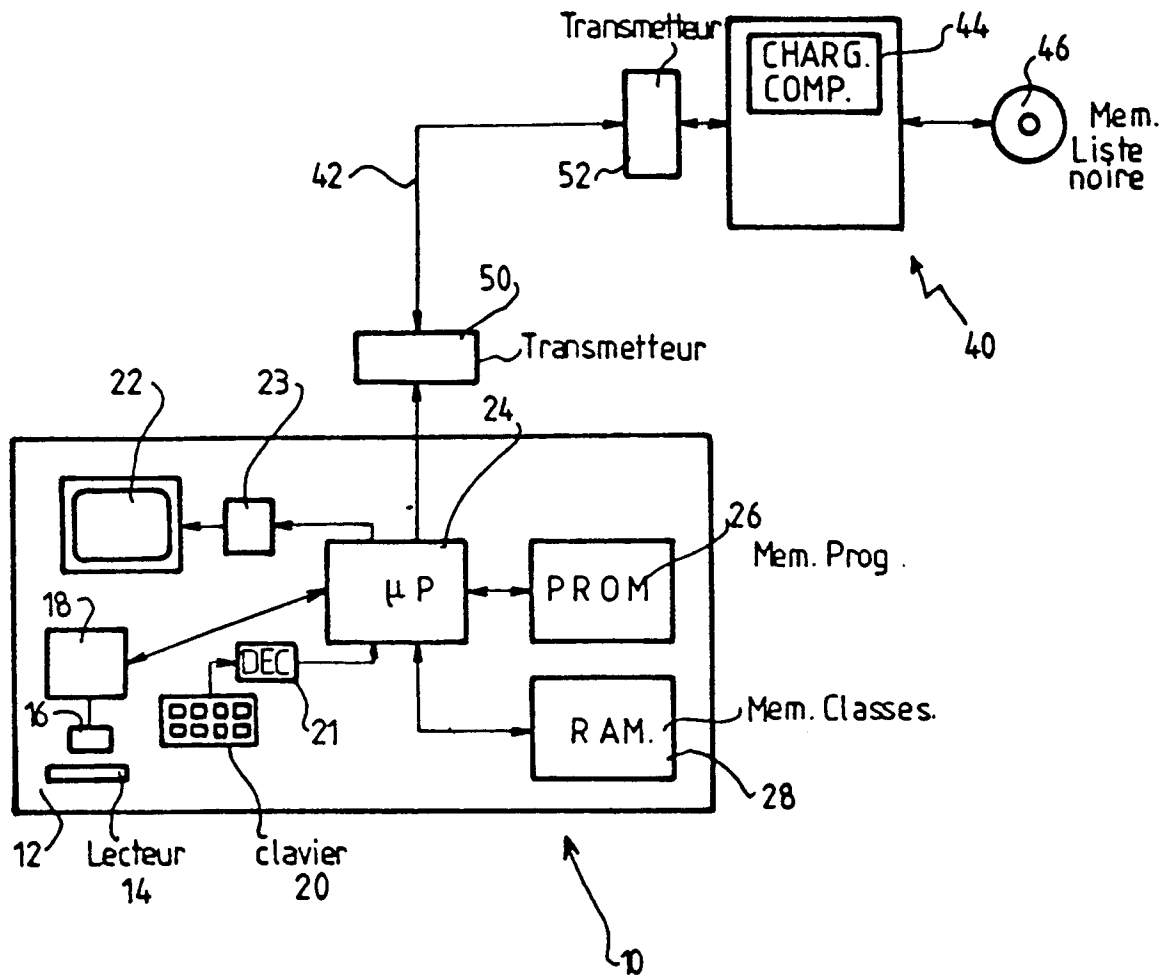 Transmetteur
44
CHARG.
COMP.
46
Mem.
Liste
noire
42
52
40
50
Transmetteur
22
23
24
26
Mem. Prog.
μP
PROM
18
DEC
16
21
RAM.
Mem. Classes.
28
12
Lecteur
14
clavier
20
10